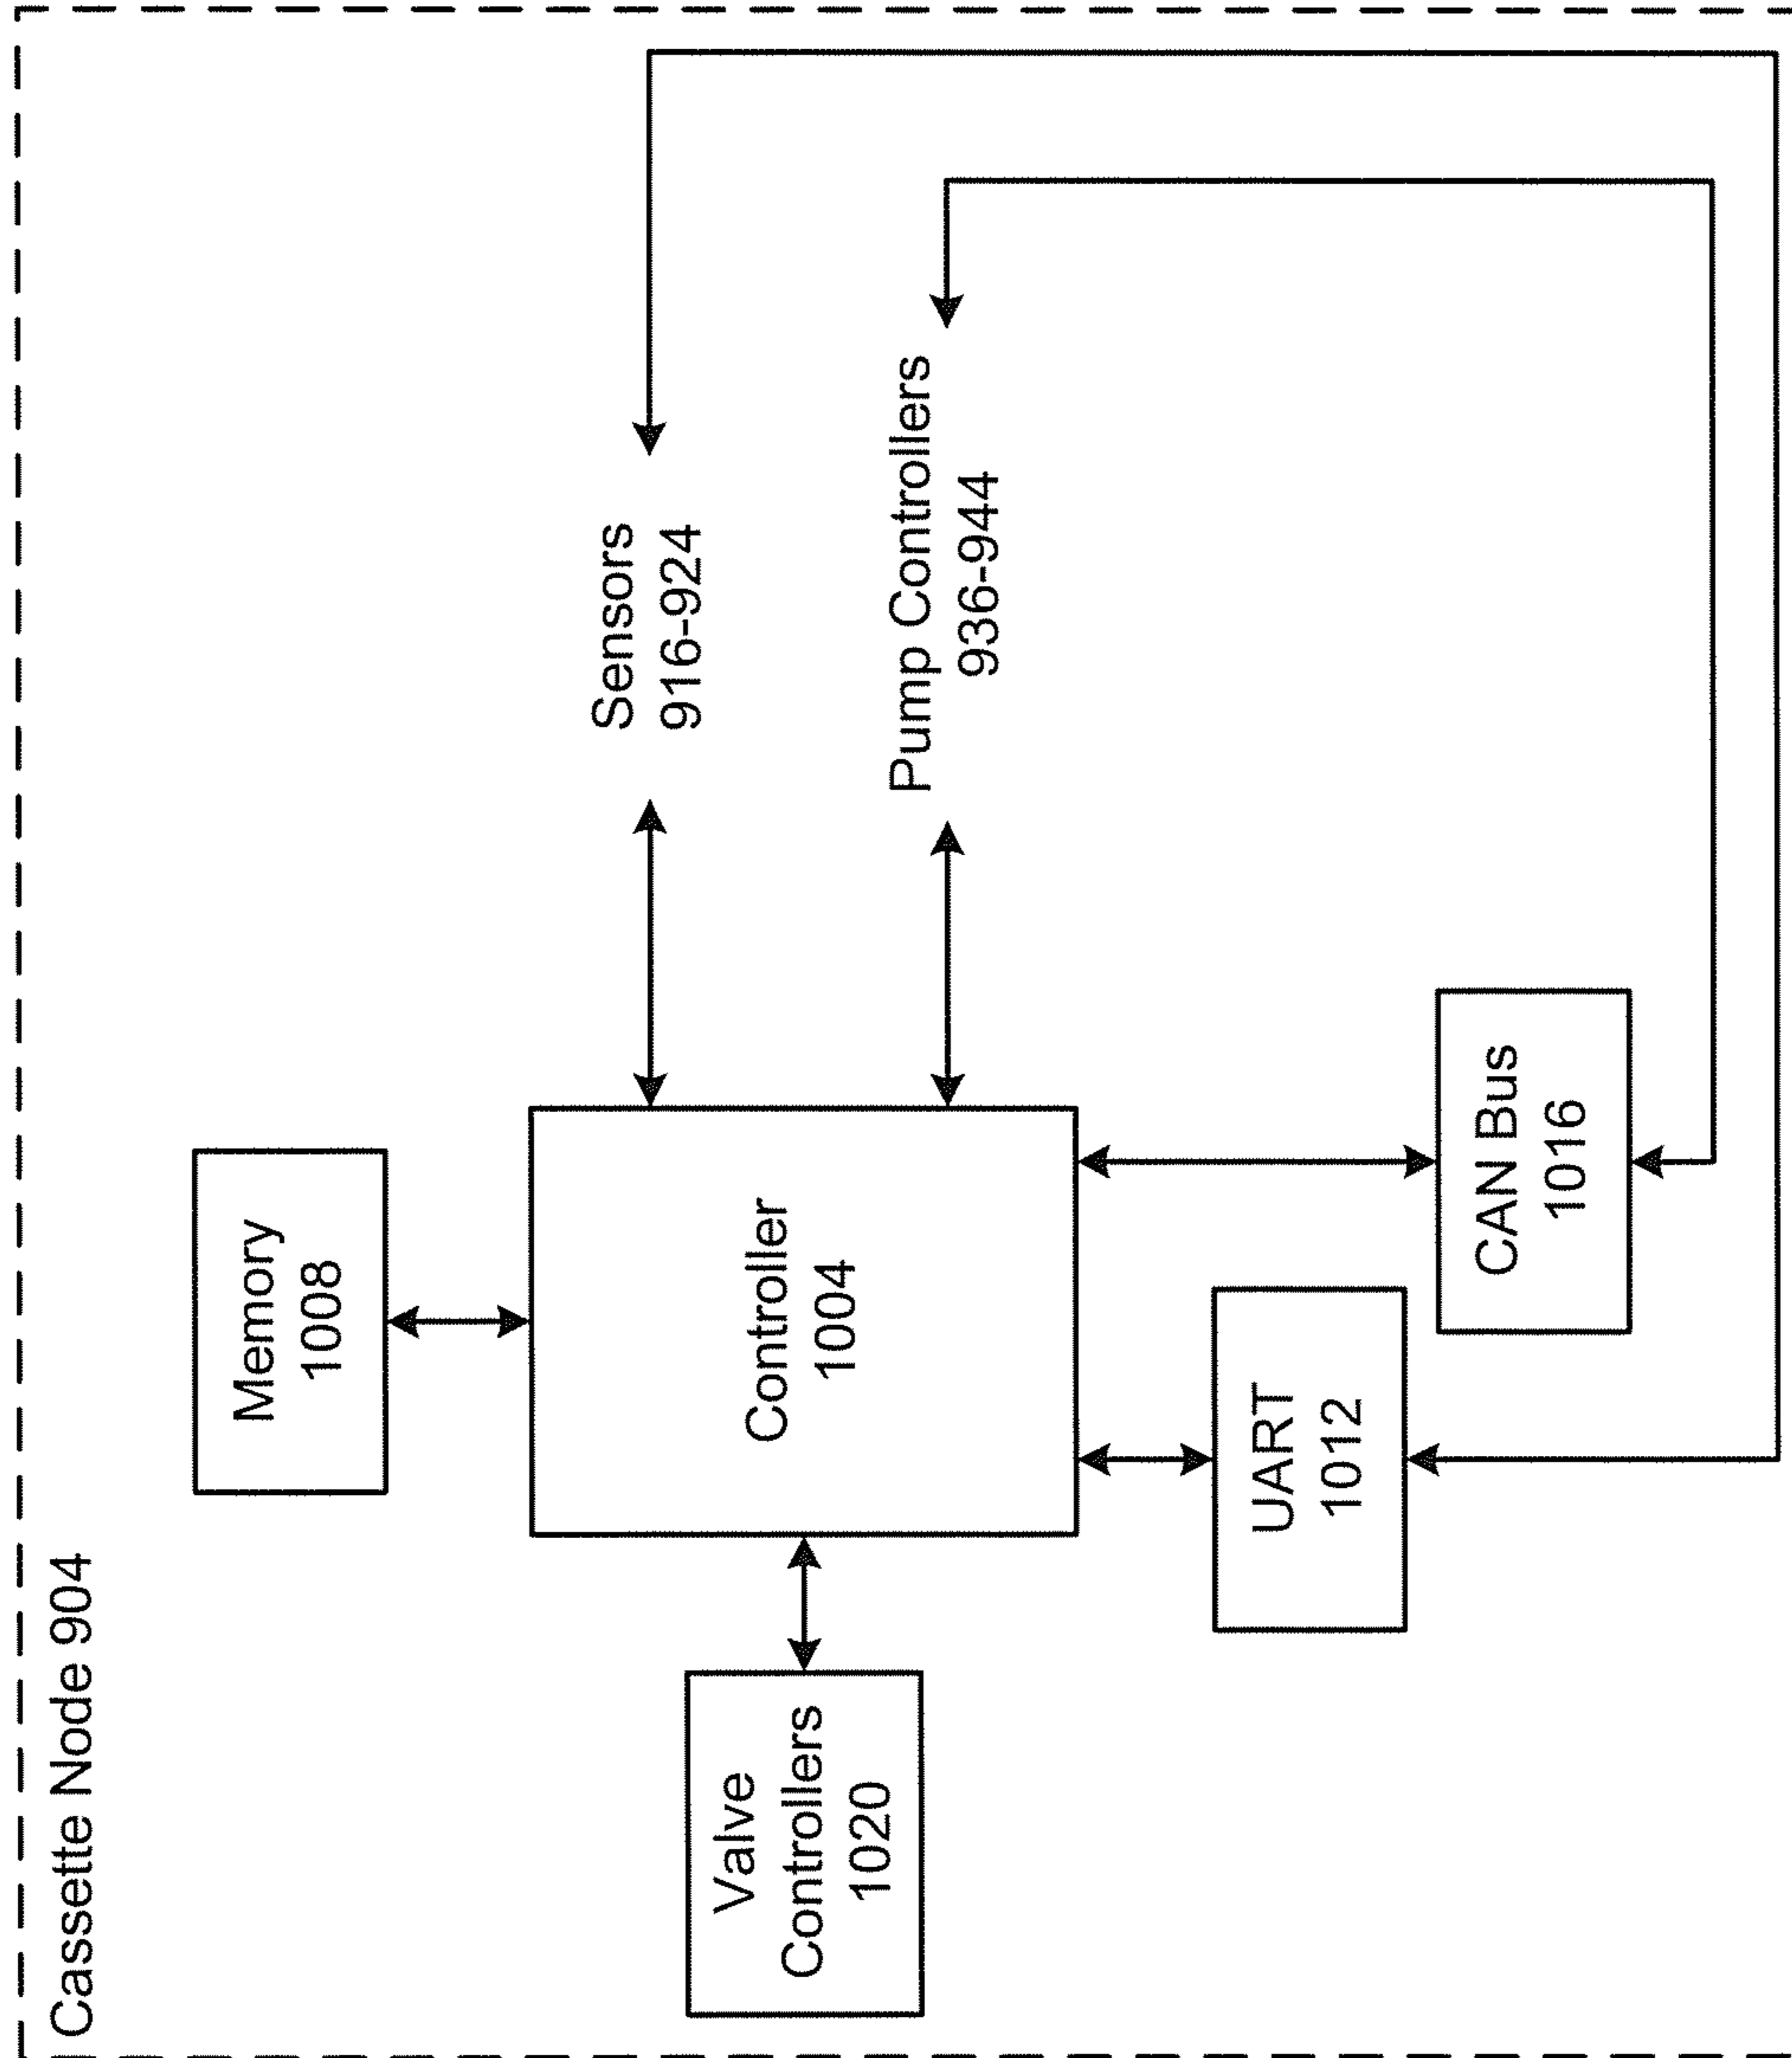 Cassette Node 904
Memory
1008
Valve
Controllers
1020
Controller
1004
Sensors
916-924
Pump Controllers
936-944
UART
1012
CAN Bus
1016